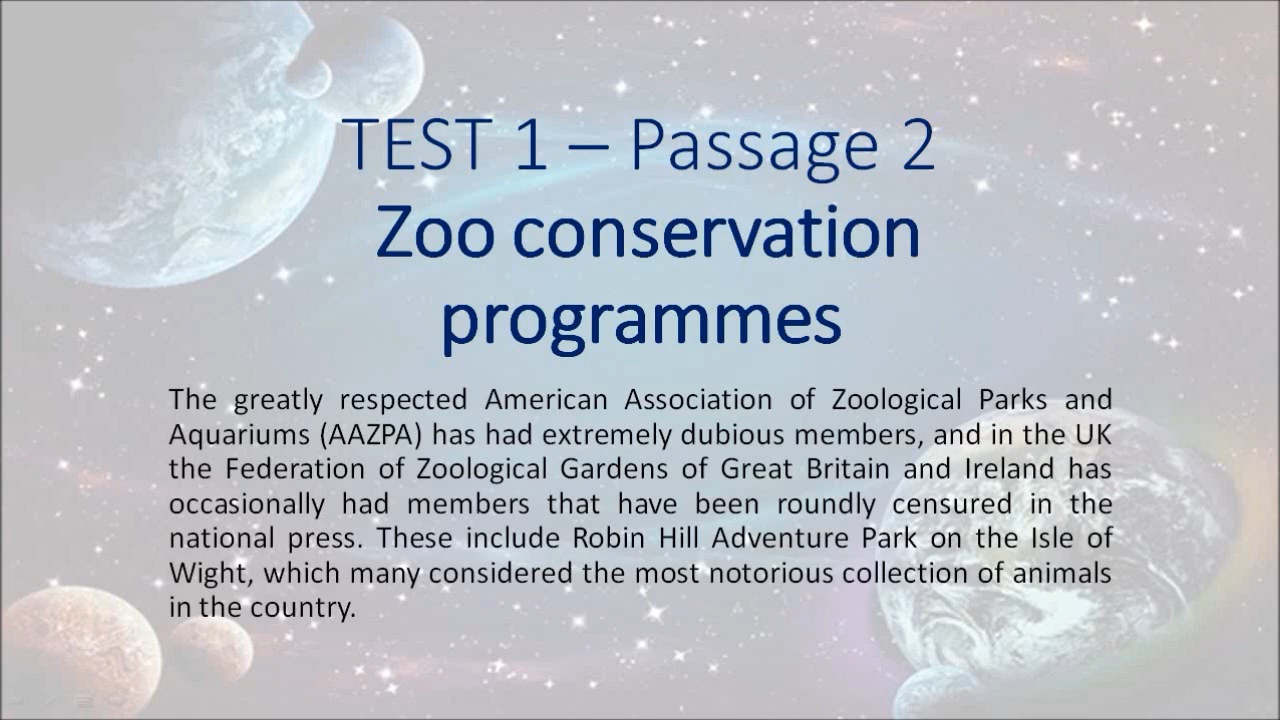 TEST 1 – Passage 2
Zoo conservation
programmes
The greatly respected American Association of Zoological Parks and
Aquariums (AAZPA) has had extremely dubious members, and in the UK
the Federation of Zoological Gardens of Great Britain and Ireland has
occasionally had members that have been roundly censured in the
national press. These include Robin Hill Adventure Park on the Isle of
Wight, which many considered the most notorious collection of animals
in the country.